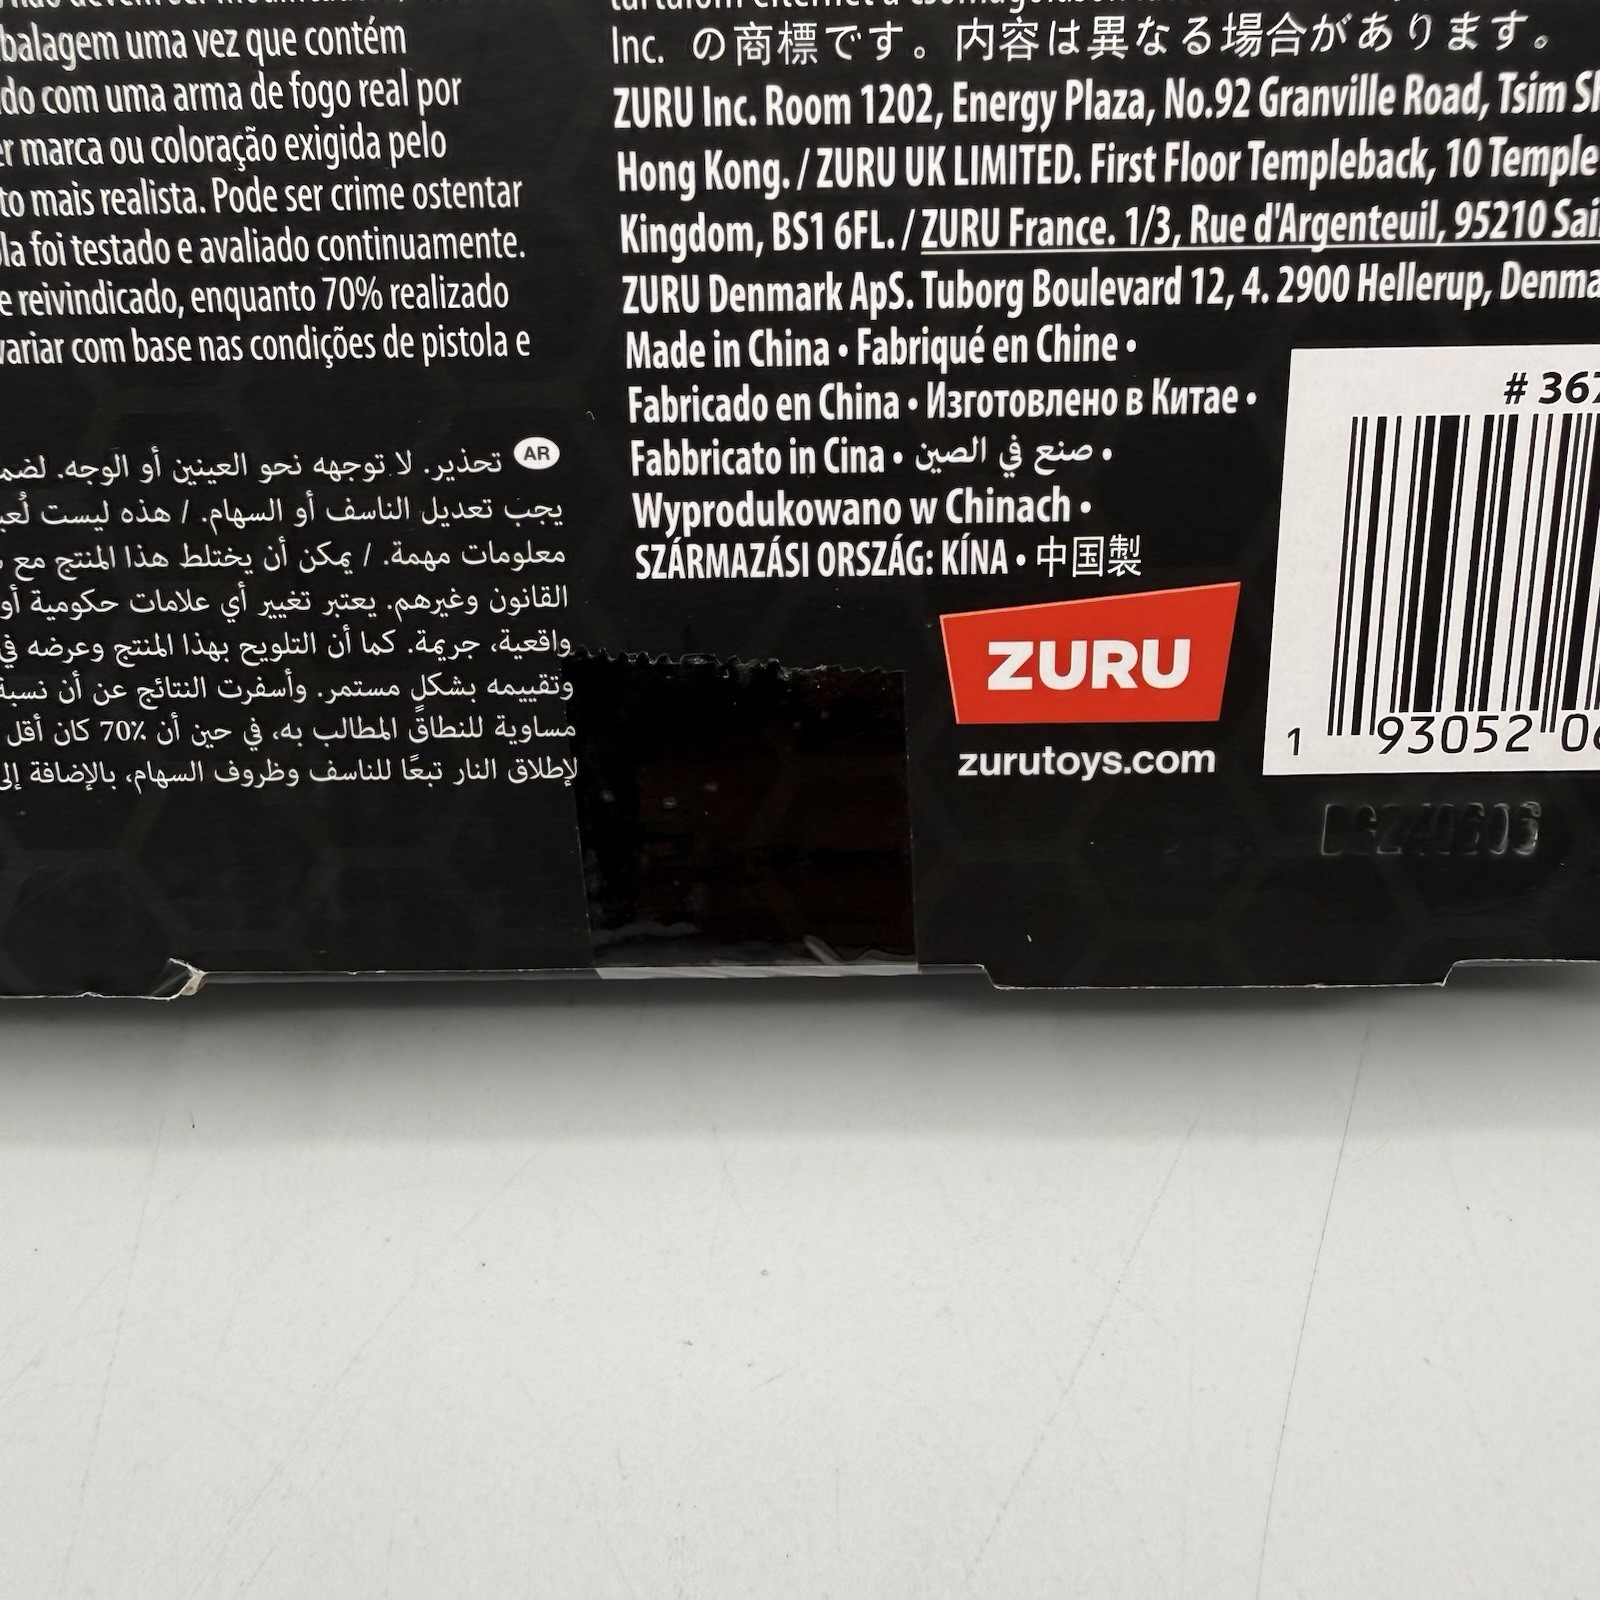 balagem uma vez que contém
do com uma arma de fogo real por
marca ou coloração exigida pelo
to mais realista. Pode ser crime ostentar
la foi testado e avaliado continuamente.
e reivindicado, enquanto 70% realizado
variar com base nas condições de pistola e
AR تحذير. لا توجهه نحو العينين أو الوجه.
يجب تعديل الناسف أو السهام. / هذه ليست
معلومات مهمة. / يمكن أن يختلط هذا المنتج مع
القانون وغيرهم. يعتبر تغيير أي علامات حكومية أو
واقعية، جريمة. كما أن التلويح بهذا المنتج وعرضه في
وتقييمه بشكلٍ مستمر. وأسفرت النتائج عن أن نسبة
مساوية للنطاق المطالب به، في حين أن 70٪ كان أقل
لإطلاق النار تبعًا للناسف وظروف السهام، بالإضافة إلى
Inc. の商標です。内容は異なる場合があります。
ZURU Inc. Room 1202, Energy Plaza, No.92 Granville Road, Tsim
Hong Kong. / ZURU UK LIMITED. First Floor Templeback, 10 Temple
Kingdom, BS1 6FL. / ZURU France. 1/3, Rue d'Argenteuil, 95210
ZURU Denmark ApS. Tuborg Boulevard 12, 4. 2900 Hellerup, Denma
Made in China • Fabriqué en Chine •
Fabricado en China • Изготовлено в Китае •
Fabbricato in Cina • صنع في الصين •
Wyprodukowano w Chinach •
SZÁRMAZÁSI ORSZÁG: KÍNA • 中国製
ZURU
zurutoys.com
# 367
1 93052 06